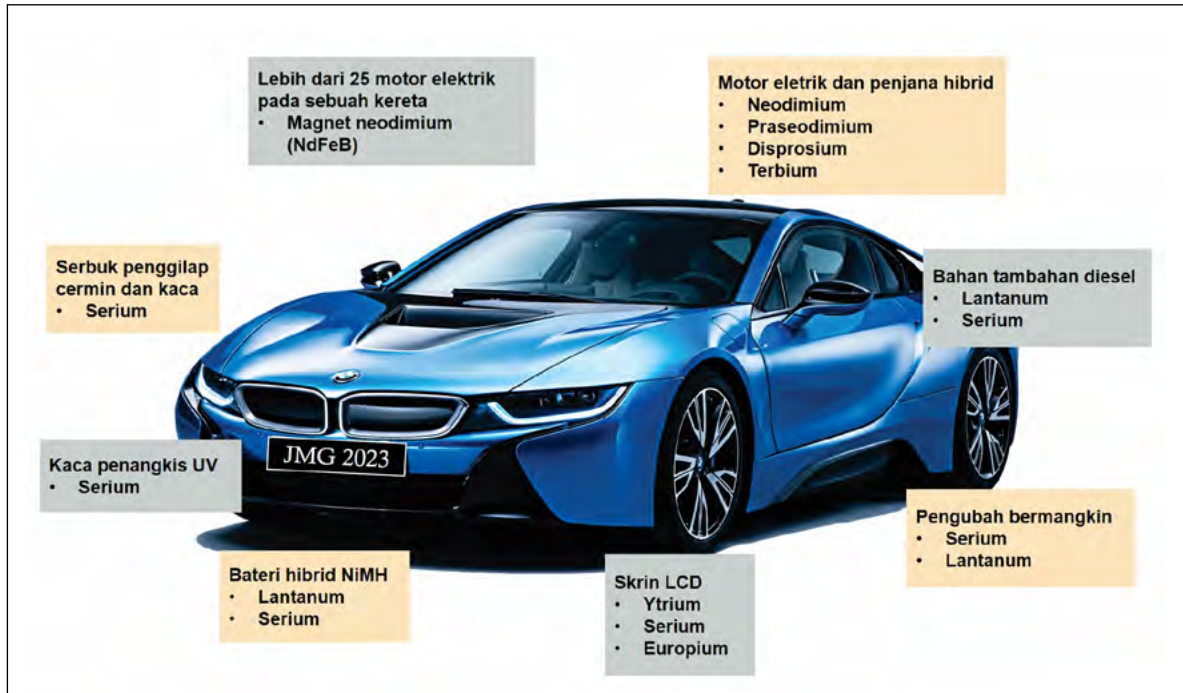 Lebih dari 25 motor elektrik
pada sebuah kereta
• Magnet neodimium
(NdFeB)
Motor eletrik dan penjana hibrid
• Neodimium
• Praseodimium
• Disprosium
• Terbium
Serbuk penggilap
cermin dan kaca
• Serium
Bahan tambahan diesel
• Lantanum
• Serium
Kaca penangkis UV
• Serium
JMG 2023
Pengubah bermangkin
• Serium
• Lantanum
Bateri hibrid NiMH
• Lantanum
• Serium
Skrin LCD
• Ytrium
• Serium
• Europium